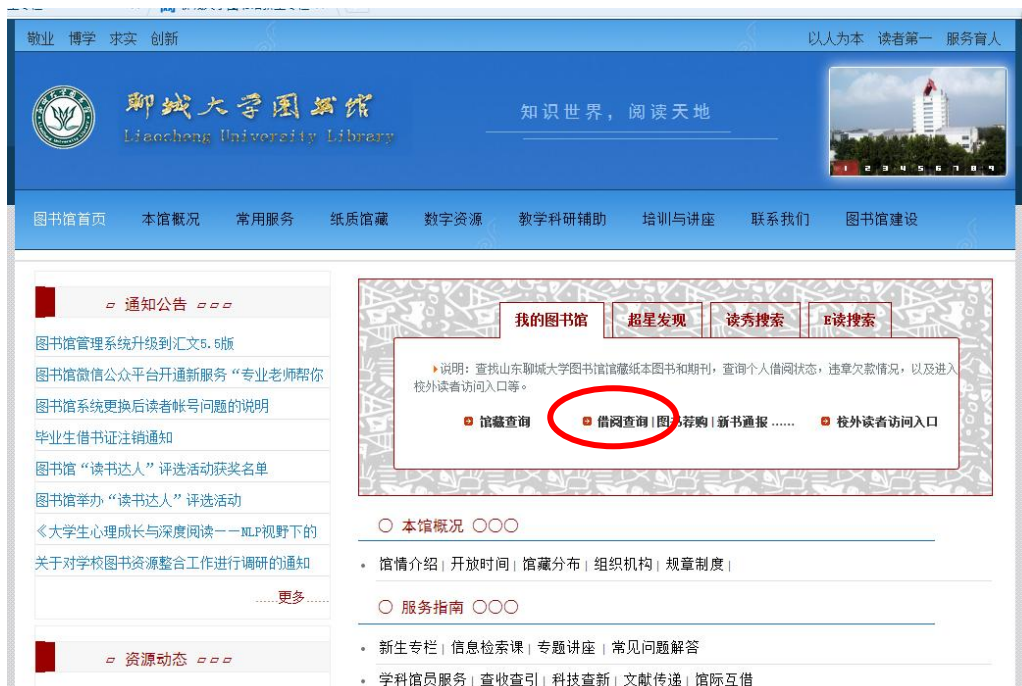 敬业 博学 求实 创新
以人为本 读者第一 服务育人
聊城大学图书馆
Liaocheng University Library
知识世界，阅读天地
1 2 3 4 5 6 7 8 9
图书馆首页 本馆概况 常用服务 纸质馆藏 数字资源 教学科研辅助 培训与讲座 联系我们 图书馆建设
通知公告
图书馆管理系统升级到汇文5.5版
图书馆微信公众平台开通新服务“专业老师帮你
图书馆系统更换后读者帐号问题的说明
毕业生借书证注销通知
图书馆“读书达人”评选活动获奖名单
图书馆举办“读书达人”评选活动
《大学生心理成长与深度阅读——NLP视野下的
关于对学校图书资源整合工作进行调研的通知
......更多......
资源动态
我的图书馆 超星发现 读秀搜索 E读搜索
说明：查找山东聊城大学图书馆馆藏纸本图书和期刊，查询个人借阅状态，违章欠款情况，以及进入
校外读者访问入口等。
馆藏查询 借阅查询|图书荐购|新书通报…… 校外读者访问入口
〇 本馆概况 〇〇〇
• 馆情介绍| 开放时间| 馆藏分布| 组织机构| 规章制度|
〇 服务指南 〇〇〇
• 新生专栏| 信息检索课| 专题讲座| 常见问题解答
• 学科馆员服务| 查收查引| 科技查新| 文献传递| 馆际互借